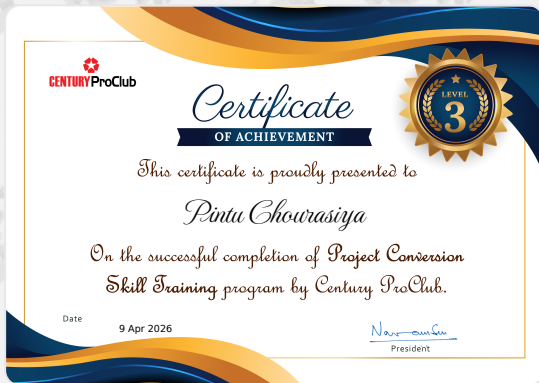 CENTURY ProClub
Certificate
OF ACHIEVEMENT
LEVEL
3
This certificate is proudly presented to
Pintu Chourasiya
On the successful completion of Project Conversion
Skill Training program by Century ProClub.
Date
9 Apr 2026
President